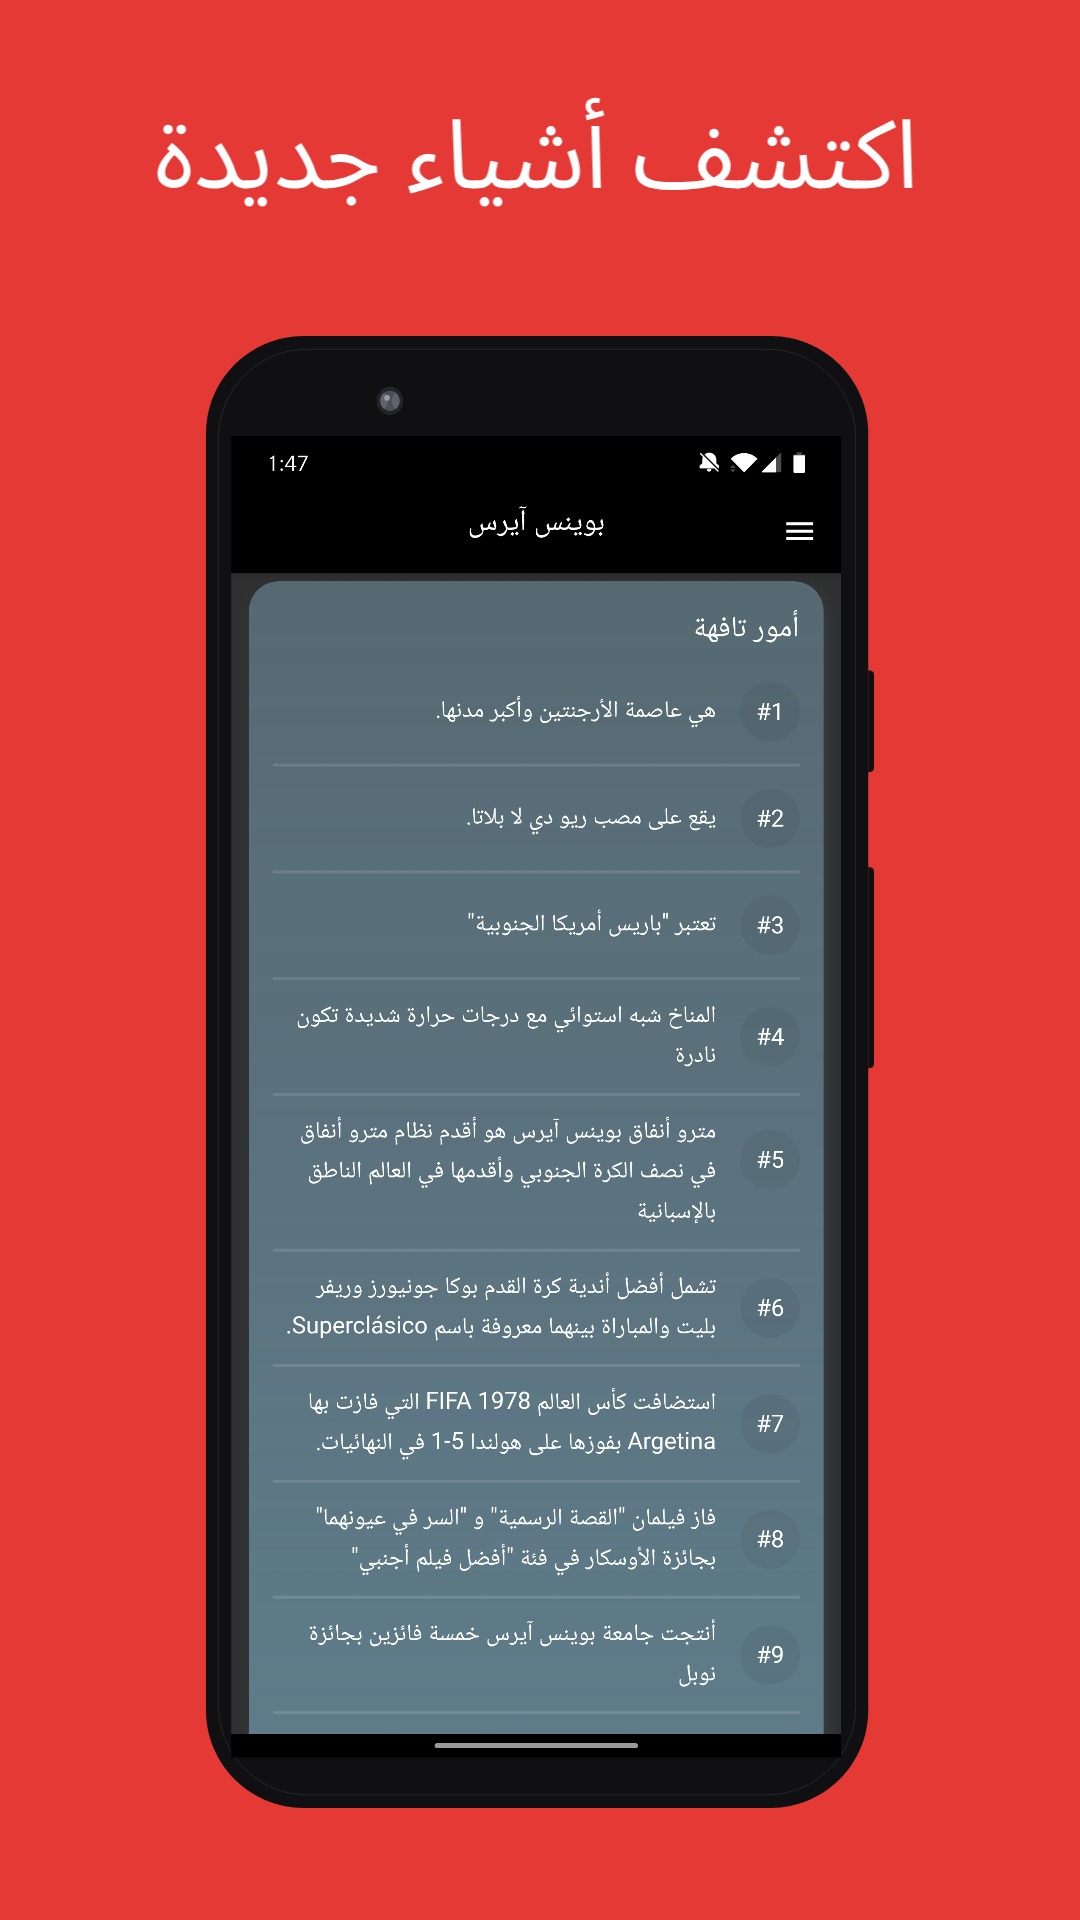 اكتشف أشياء جديدة
1:47
بوينس آيرس
أمور تافهة
#1
هي عاصمة الأرجنتين وأكبر مدنها.
#2
يقع على مصب ريو دي لا بلاتا.
#3
تعتبر "باريس أمريكا الجنوبية"
#4
المناخ شبه استوائي مع درجات حرارة شديدة تكون
نادرة
#5
مترو أنفاق بوينس آيرس هو أقدم نظام مترو أنفاق
في نصف الكرة الجنوبي وأقدمها في العالم الناطق
بالإسبانية
#6
تشمل أفضل أندية كرة القدم بوكا جونيورز وريفر
بليت والمباراة بينهما معروفة باسم Superclásico.
#7
استضافت كأس العالم FIFA 1978 التي فازت بها
Argetina بفوزها على هولندا 5-1 في النهائيات.
#8
فاز فيلمان "القصة الرسمية" و "السر في عيونهما"
بجائزة الأوسكار في فئة "أفضل فيلم أجنبي"
#9
أنتجت جامعة بوينس آيرس خمسة فائزين بجائزة
نوبل